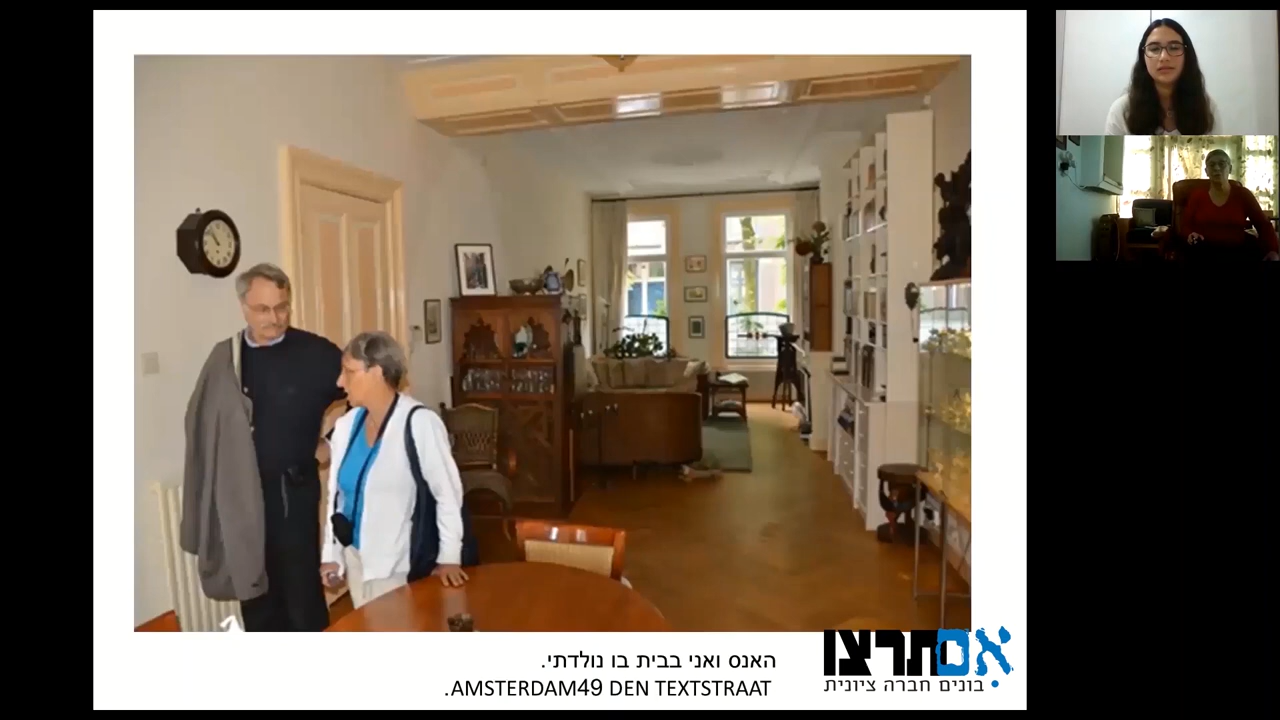 האנס ואני בבית בו נולדתי.
AMSTERDAM49 DEN TEXTSTRAAT.
אם תרצו
בונים חברה ציונית